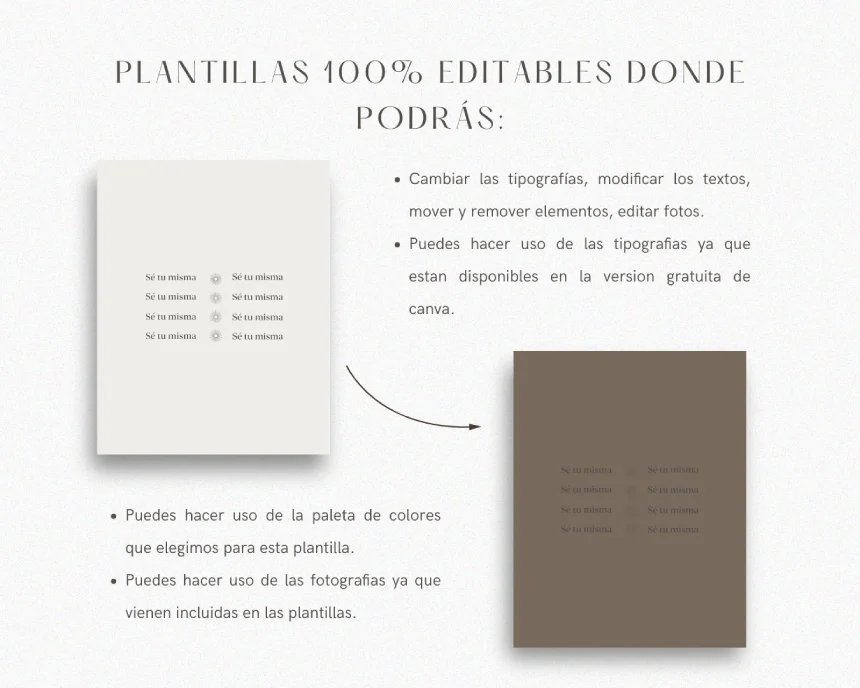 PLANTILLAS 100% EDITABLES DONDE
PODRÁS:
• Cambiar las tipografías, modificar los textos,
mover y remover elementos, editar fotos.
• Puedes hacer uso de las tipografias ya que
estan disponibles en la version gratuita de
canva.
Sé tu misma Sé tu misma
Sé tu misma Sé tu misma
Sé tu misma Sé tu misma
Sé tu misma Sé tu misma
Sé tu misma Sé tu misma
Sé tu misma Sé tu misma
Sé tu misma Sé tu misma
Sé tu misma Sé tu misma
• Puedes hacer uso de la paleta de colores
que elegimos para esta plantilla.
• Puedes hacer uso de las fotografias ya que
vienen incluidas en las plantillas.